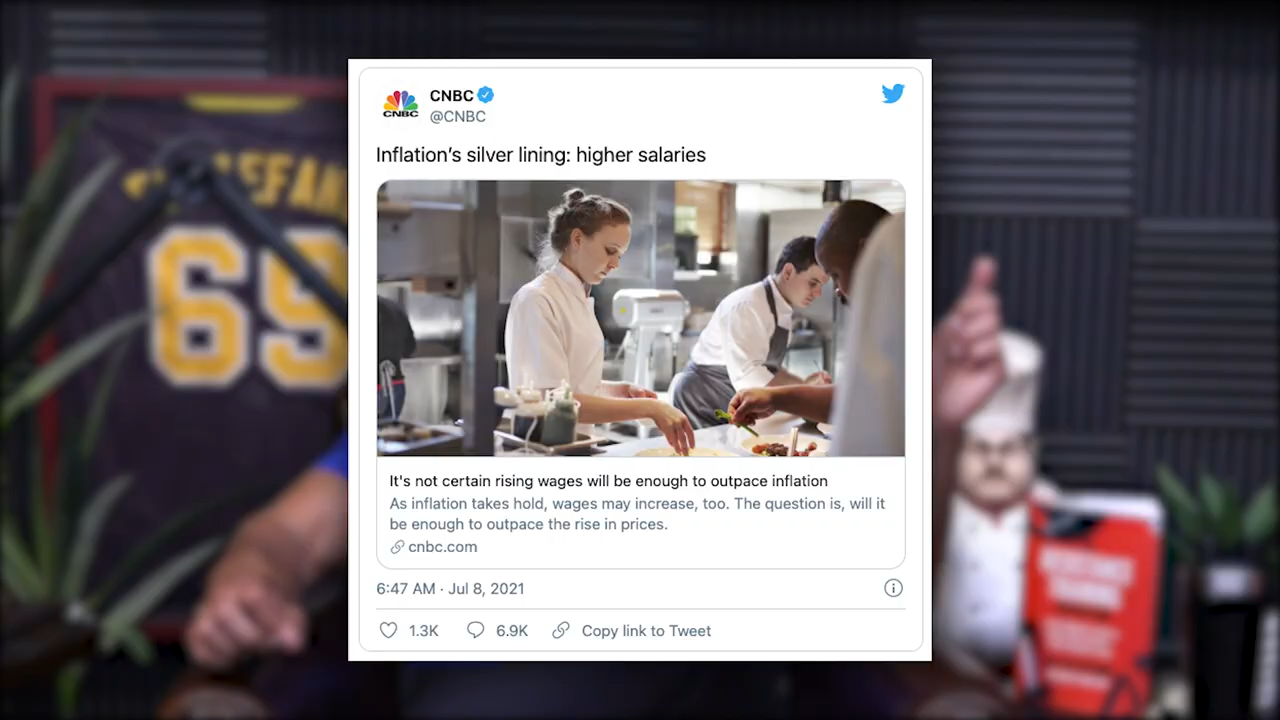 CNBC
@CNBC
CNBC
Inflation's silver lining: higher salaries
It's not certain rising wages will be enough to outpace inflation
As inflation takes hold, wages may increase, too. The question is, will it
be enough to outpace the rise in prices.
cnbc.com
6:47 AM · Jul 8, 2021
1.3K 6.9K Copy link to Tweet
69